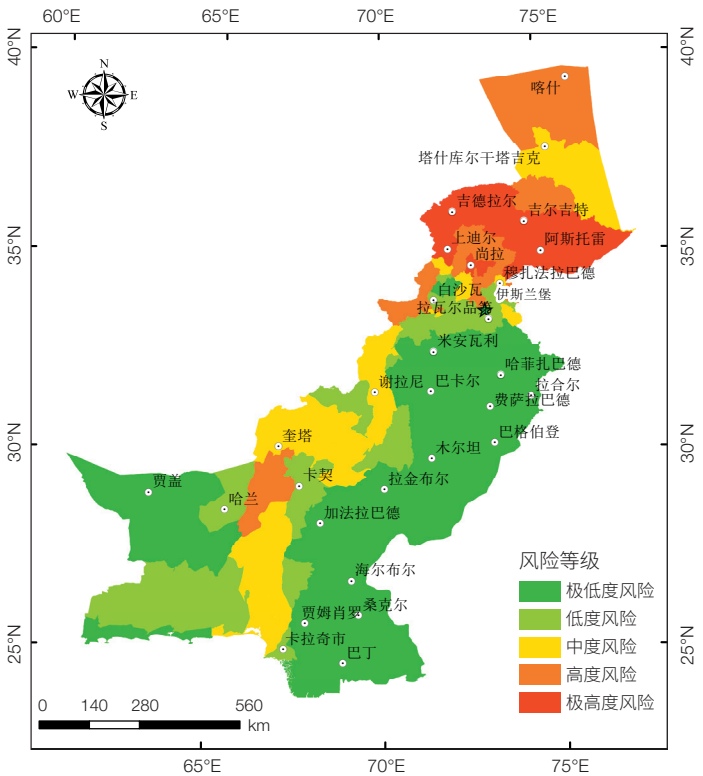 60°E 65°E 70°E 75°E
40°N 40°N
N
W E
S
喀什
塔什库尔干塔吉克
吉德拉尔
吉尔吉特
35°N 35°N
上迪尔
阿斯托雷
尚拉
穆扎法拉巴德
白沙瓦
伊斯兰堡
拉瓦尔品第
米安瓦利
哈菲扎巴德
谢拉尼
巴卡尔
拉合尔
费萨拉巴德
30°N 30°N
奎塔
巴格伯登
木尔坦
贾盖
卡契
拉金布尔
哈兰
加法拉巴德
海尔布尔
贾姆肖罗
桑克尔
25°N 25°N
卡拉奇市
巴丁
风险等级
极低度风险
低度风险
中度风险
高度风险
极高度风险
0 140 280 560
km
65°E 70°E 75°E